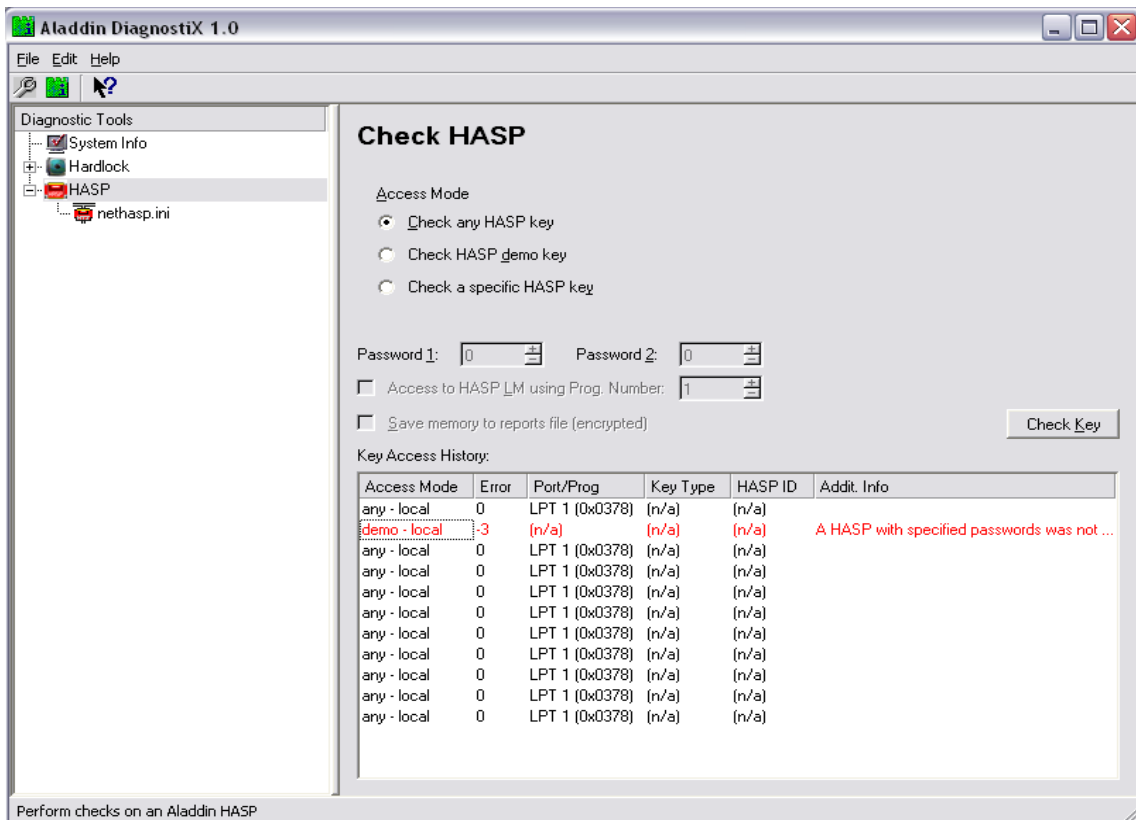 Aladdin DiagnostiX 1.0
File Edit Help
Diagnostic Tools
System Info
Hardlock
HASP
nethasp.ini
Check HASP
Access Mode
Check any HASP key
Check HASP demo key
Check a specific HASP key
Password 1: 0 Password 2: 0
Access to HASP LM using Prog. Number: 1
Save memory to reports file (encrypted)
Check Key
Key Access History:
Access Mode Error Port/Prog Key Type HASP ID Addit. Info
any - local 0 LPT 1 (0x0378) (n/a) (n/a)
demo - local -3 (n/a) (n/a) (n/a) A HASP with specified passwords was not ...
any - local 0 LPT 1 (0x0378) (n/a) (n/a)
any - local 0 LPT 1 (0x0378) (n/a) (n/a)
any - local 0 LPT 1 (0x0378) (n/a) (n/a)
any - local 0 LPT 1 (0x0378) (n/a) (n/a)
any - local 0 LPT 1 (0x0378) (n/a) (n/a)
any - local 0 LPT 1 (0x0378) (n/a) (n/a)
any - local 0 LPT 1 (0x0378) (n/a) (n/a)
any - local 0 LPT 1 (0x0378) (n/a) (n/a)
any - local 0 LPT 1 (0x0378) (n/a) (n/a)
Perform checks on an Aladdin HASP